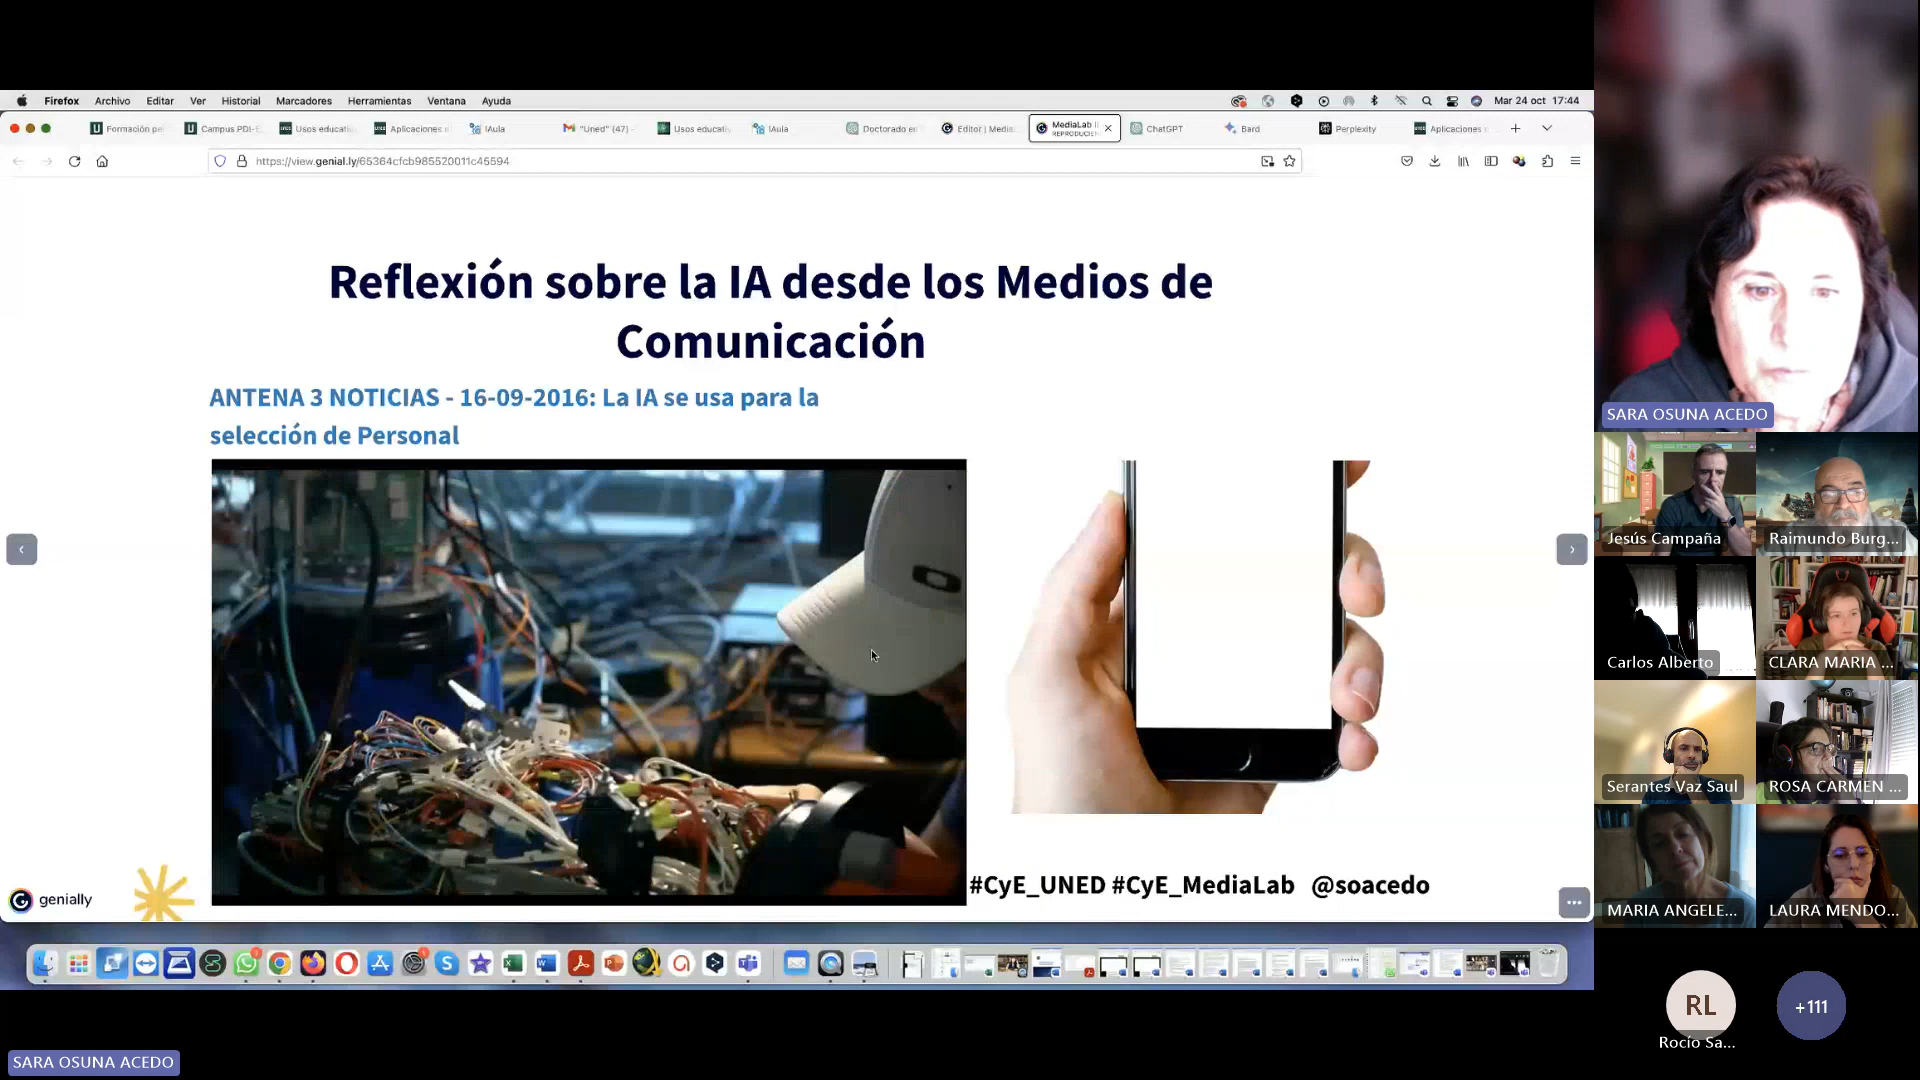 Firefox Archivo Editar Ver Historial Marcadores Herramientas Ventana Ayuda
Mar 24 oct 17:44
Formación pe
Campus PDI-E
Usos educati
Aplicaciones
IAula
"Uned" (47) -
Usos educati
IAula
Doctorado en
Editor | Media
MediaLab
ChatGPT
Bard
Perplexity
Aplicaciones
https://view.genial.ly/65364cfcb985520011c45594
Reflexión sobre la IA desde los Medios de
Comunicación
ANTENA 3 NOTICIAS - 16-09-2016: La IA se usa para la
selección de Personal
#CyE_UNED #CyE_MediaLab @soacedo
genially
SARA OSUNA ACEDO
Jesús Campaña
Raimundo Burg...
Carlos Alberto
CLARA MARIA ...
Serantes Vaz Saul
ROSA CARMEN ...
MARIA ANGELE...
LAURA MENDO...
RL
+111
Rocío Sa...
SARA OSUNA ACEDO